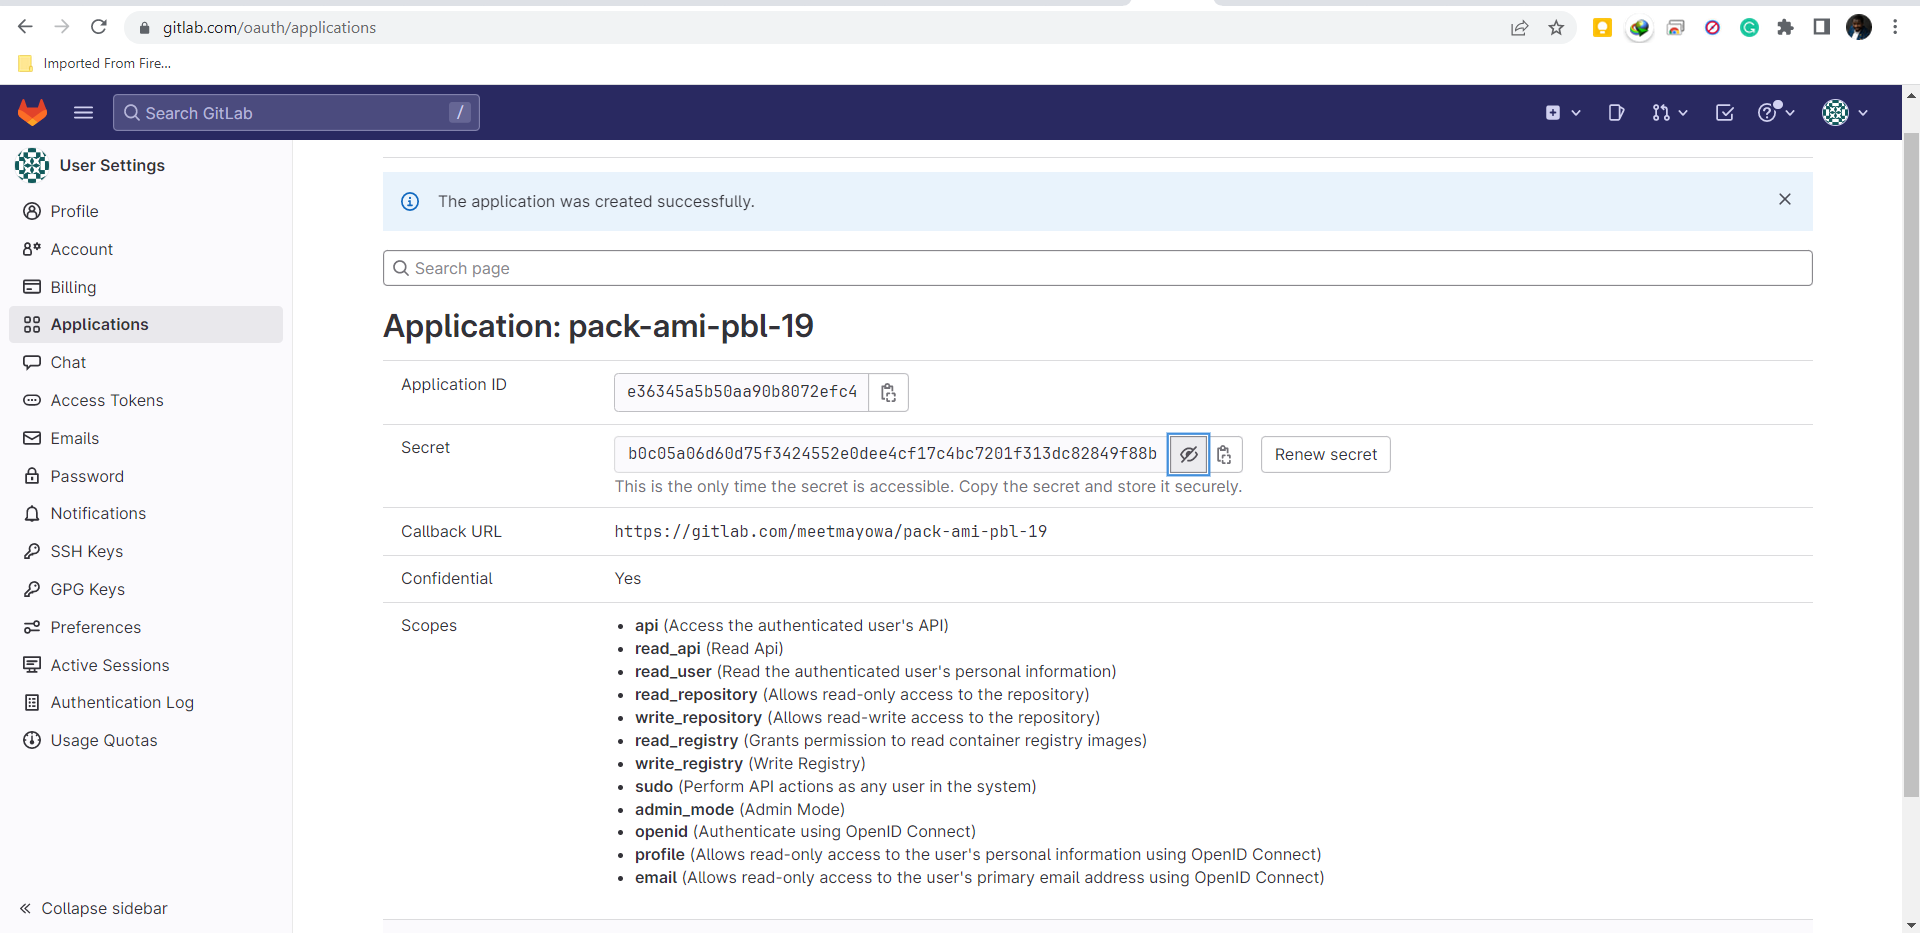 gitlab.com/oauth/applications
Imported From Fire...
Search GitLab /
User Settings
Profile
Account
Billing
Applications
Chat
Access Tokens
Emails
Password
Notifications
SSH Keys
GPG Keys
Preferences
Active Sessions
Authentication Log
Usage Quotas
Collapse sidebar
The application was created successfully.
Search page
Application: pack-ami-pbl-19
Application ID e36345a5b50aa90b8072efc4
Secret b0c05a06d60d75f3424552e0dee4cf17c4bc7201f313dc82849f88b Renew secret
This is the only time the secret is accessible. Copy the secret and store it securely.
Callback URL https://gitlab.com/meetmayowa/pack-ami-pbl-19
Confidential Yes
Scopes
• api (Access the authenticated user's API)
• read_api (Read Api)
• read_user (Read the authenticated user's personal information)
• read_repository (Allows read-only access to the repository)
• write_repository (Allows read-write access to the repository)
• read_registry (Grants permission to read container registry images)
• write_registry (Write Registry)
• sudo (Perform API actions as any user in the system)
• admin_mode (Admin Mode)
• openid (Authenticate using OpenID Connect)
• profile (Allows read-only access to the user's personal information using OpenID Connect)
• email (Allows read-only access to the user's primary email address using OpenID Connect)